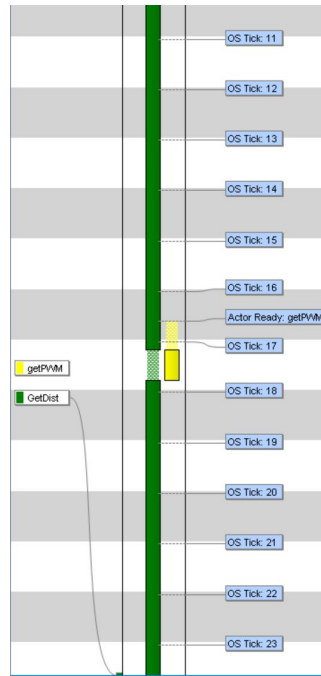 OS Tick: 11
OS Tick: 12
OS Tick: 13
OS Tick: 14
OS Tick: 15
OS Tick: 16
Actor Ready: getPWM
OS Tick: 17
getPWM
GetDist
OS Tick: 18
OS Tick: 19
OS Tick: 20
OS Tick: 21
OS Tick: 22
OS Tick: 23